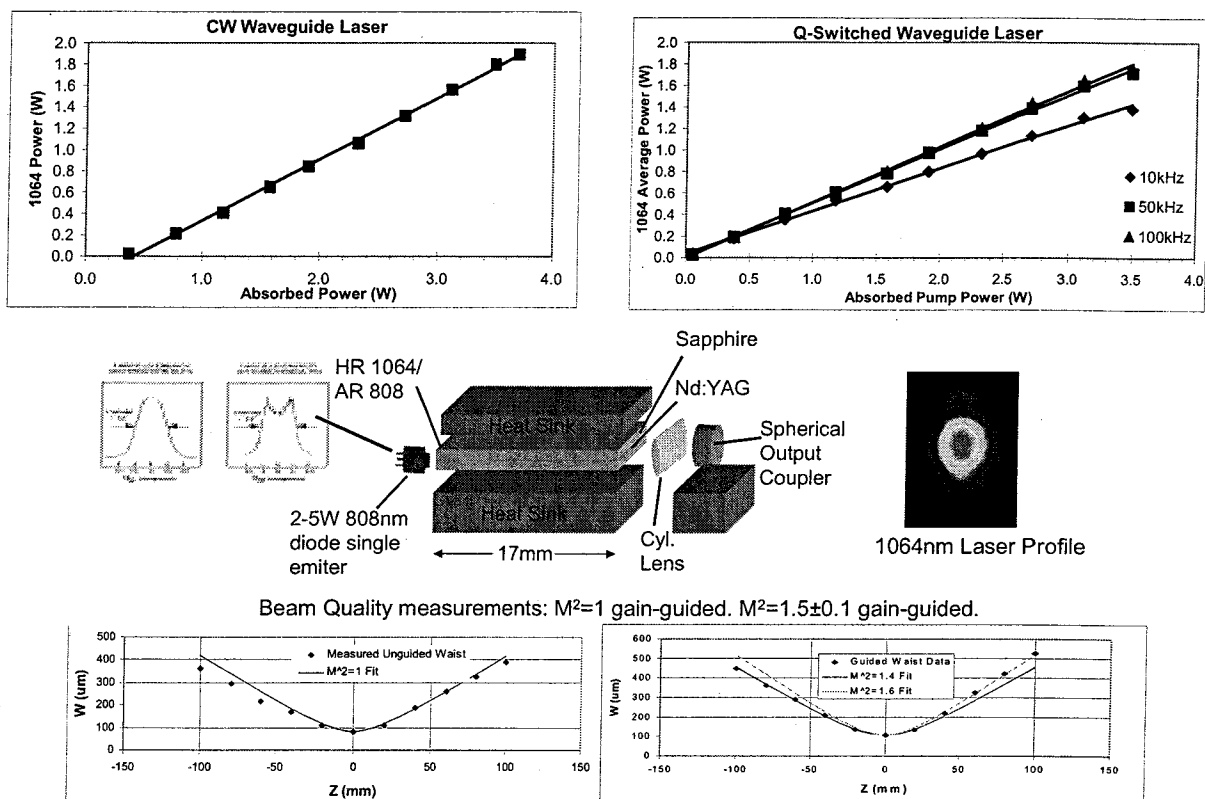 CW Waveguide Laser
2.0
1.8
1.6
1.4
1.2
1.0
0.8
0.6
0.4
0.2
0.0
1064 Power (W)
0.0 1.0 2.0 3.0 4.0
Absorbed Power (W)
Q-Switched Waveguide Laser
2.0
1.8
1.6
1.4
1.2
1.0
0.8
0.6
0.4
0.2
0.0
1064 Average Power (W)
10kHz
50kHz
100kHz
0.0 0.5 1.0 1.5 2.0 2.5 3.0 3.5 4.0
Absorbed Pump Power (W)
HR 1064/
AR 808
Sapphire
Nd:YAG
Heat Sink
Spherical
Output
Coupler
Heat Sink
2-5W 808nm
diode single
emiter
17mm
Cyl.
Lens
1064nm Laser Profile
Beam Quality measurements: M²=1 gain-guided. M²=1.5±0.1 gain-guided.
500
400
300
200
100
0
W (um)
Measured Unguided Waist
M^2=1 Fit
-150 -100 -50 0 50 100 150
Z (mm)
600
500
400
300
200
100
0
W (um)
Guided Waist Data
M^2=1.4 Fit
M^2=1.6 Fit
-150 -100 -50 0 50 100 150
Z (mm)